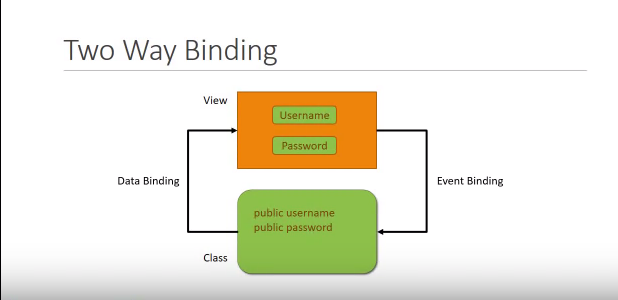 Two Way Binding
View
Username
Password
Data Binding
Event Binding
public username
public password
Class